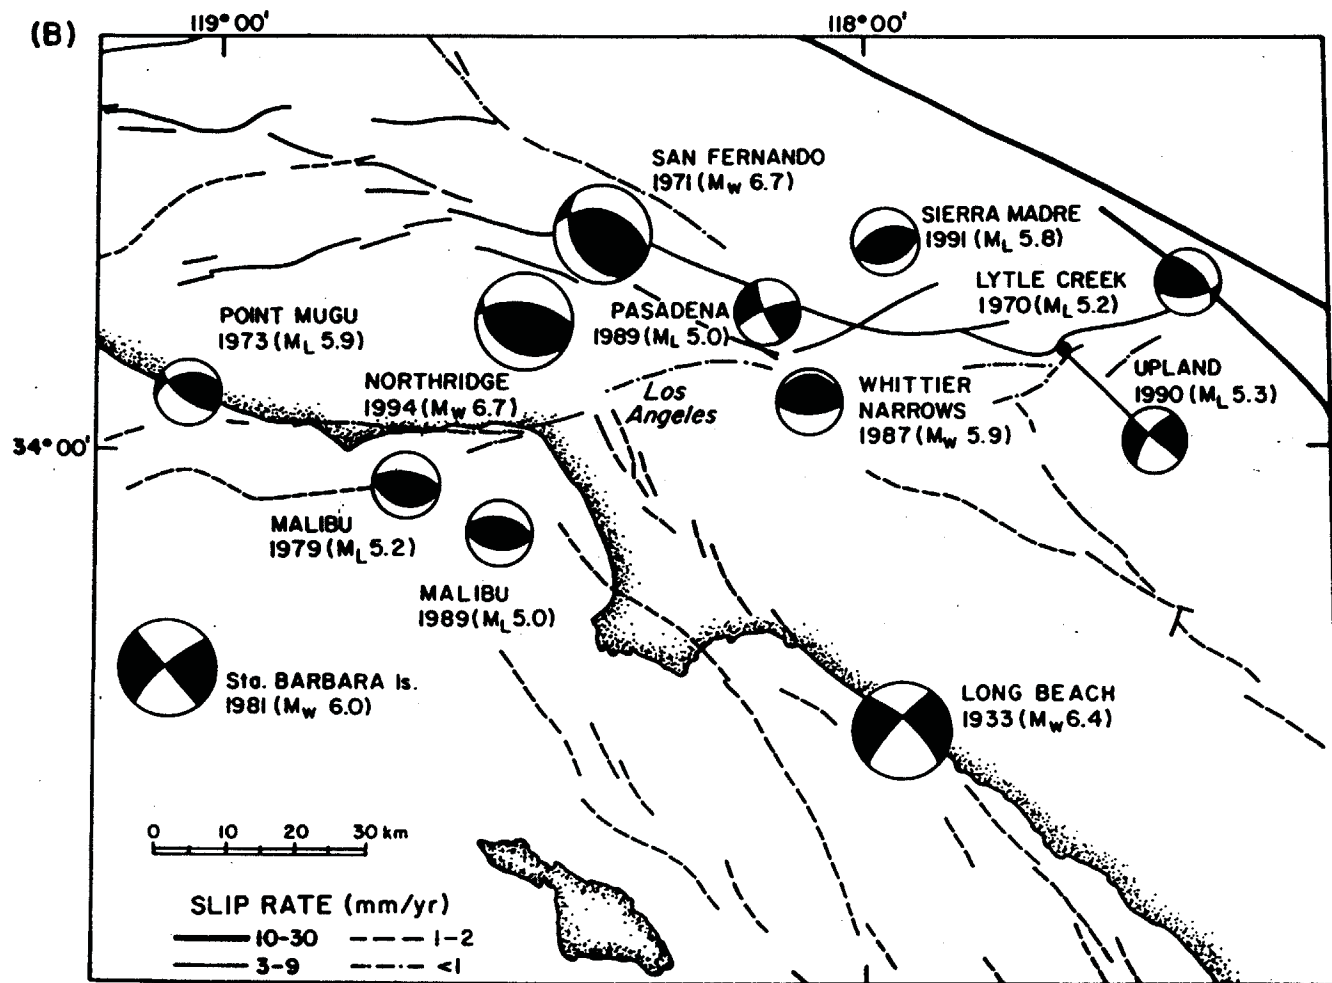 (B)
119° 00'
118° 00'
SAN FERNANDO
1971 (Mw 6.7)
SIERRA MADRE
1991 (ML 5.8)
LYTLE CREEK
1970 (ML 5.2)
POINT MUGU
1973 (ML 5.9)
PASADENA
1989 (ML 5.0)
NORTHRIDGE
1994 (Mw 6.7)
Los
Angeles
WHITTIER
NARROWS
1987 (Mw 5.9)
UPLAND
1990 (ML 5.3)
34° 00'
MALIBU
1979 (ML 5.2)
MALIBU
1989 (ML 5.0)
Sta. BARBARA Is.
1981 (Mw 6.0)
LONG BEACH
1933 (Mw 6.4)
0 10 20 30 km
SLIP RATE (mm/yr)
10-30 1-2
3-9 <1